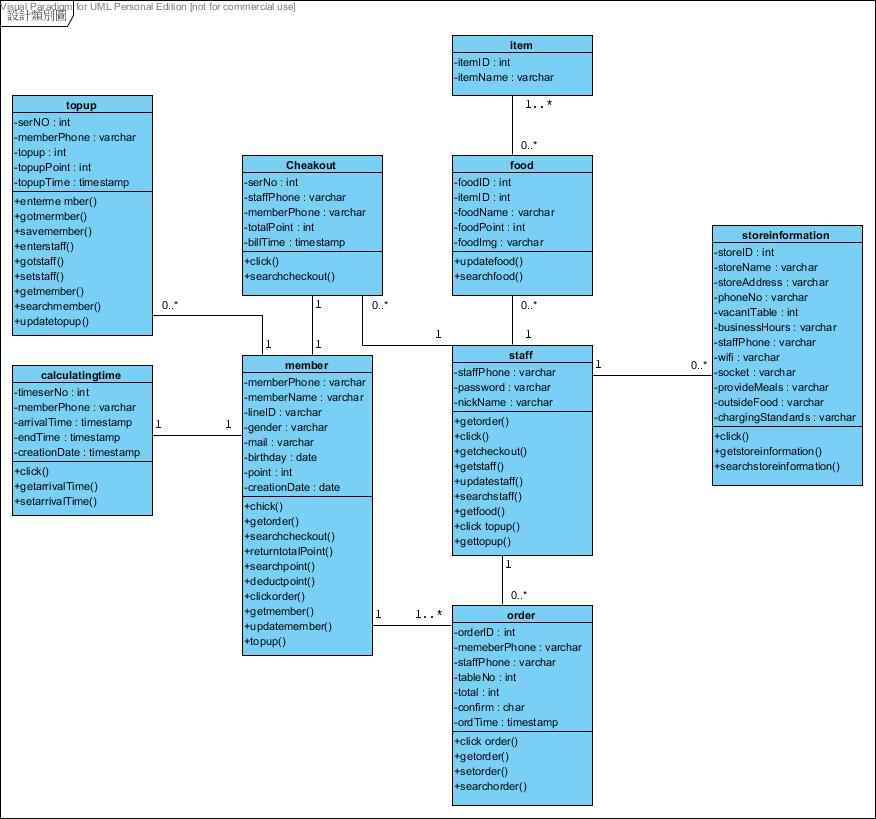 Visual Paradigm for UML Personal Edition [not for commercial use]
設計類別圖
item
-itemID : int
-itemName : varchar
1..*
0..*
topup
-serNO : int
-memberPhone : varchar
-topup : int
-topupPoint : int
-topupTime : timestamp
+enterme mber()
+gotmermber()
+savemember()
+enterstaff()
+gotstaff()
+setstaff()
+getmember()
+searchmember()
+updatetopup()
0..*
1
Cheakout
-serNo : int
-staffPhone : varchar
-memberPhone : varchar
-totalPoint : int
-billTime : timestamp
+click()
+searchcheckout()
1
1
0..*
1
food
-foodID : int
-itemID : int
-foodName : varchar
-foodPoint : int
-foodImg : varchar
+updatefood()
+searchfood()
0..*
1
storeinformation
-storeID : int
-storeName : varchar
-storeAddress : varchar
-phoneNo : varchar
-vacantTable : int
-businessHours : varchar
-staffPhone : varchar
-wifi : varchar
-socket : varchar
-provideMeals : varchar
-outsideFood : varchar
-chargingStandards : varchar
+click()
+getstoreinformation()
+searchstoreinformation()
calculatingtime
-timeserNo : int
-memberPhone : varchar
-arrivalTime : timestamp
-endTime : timestamp
-creationDate : timestamp
+click()
+getarrivalTime()
+setarrivalTime()
1
1
member
-memberPhone : varchar
-memberName : varchar
-lineID : varchar
-gender : varchar
-mail : varchar
-birthday : date
-point : int
-creationDate : date
+chick()
+getorder()
+searchcheckout()
+returntotalPoint()
+searchpoint()
+deductpoint()
+clickorder()
+getmember()
+updatemember()
+topup()
1
1..*
staff
-staffPhone : varchar
-password : varchar
-nickName : varchar
+getorder()
+click()
+getcheckout()
+getstaff()
+updatestaff()
+searchstaff()
+getfood()
+click topup()
+gettopup()
1
0..*
1
0..*
order
-orderID : int
-memeberPhone : varchar
-staffPhone : varchar
-tableNo : int
-total : int
-confirm : char
-ordTime : timestamp
+click order()
+getorder()
+setorder()
+searchorder()